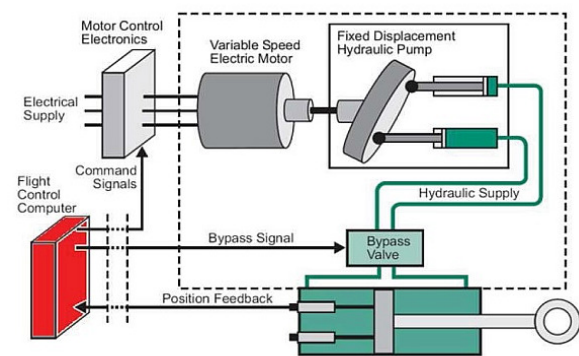 Motor Control
Electronics
Variable Speed
Electric Motor
Fixed Displacement
Hydraulic Pump
Electrical
Supply
Command
Signals
Flight
Control
Computer
Hydraulic Supply
Bypass Signal
Bypass
Valve
Position Feedback